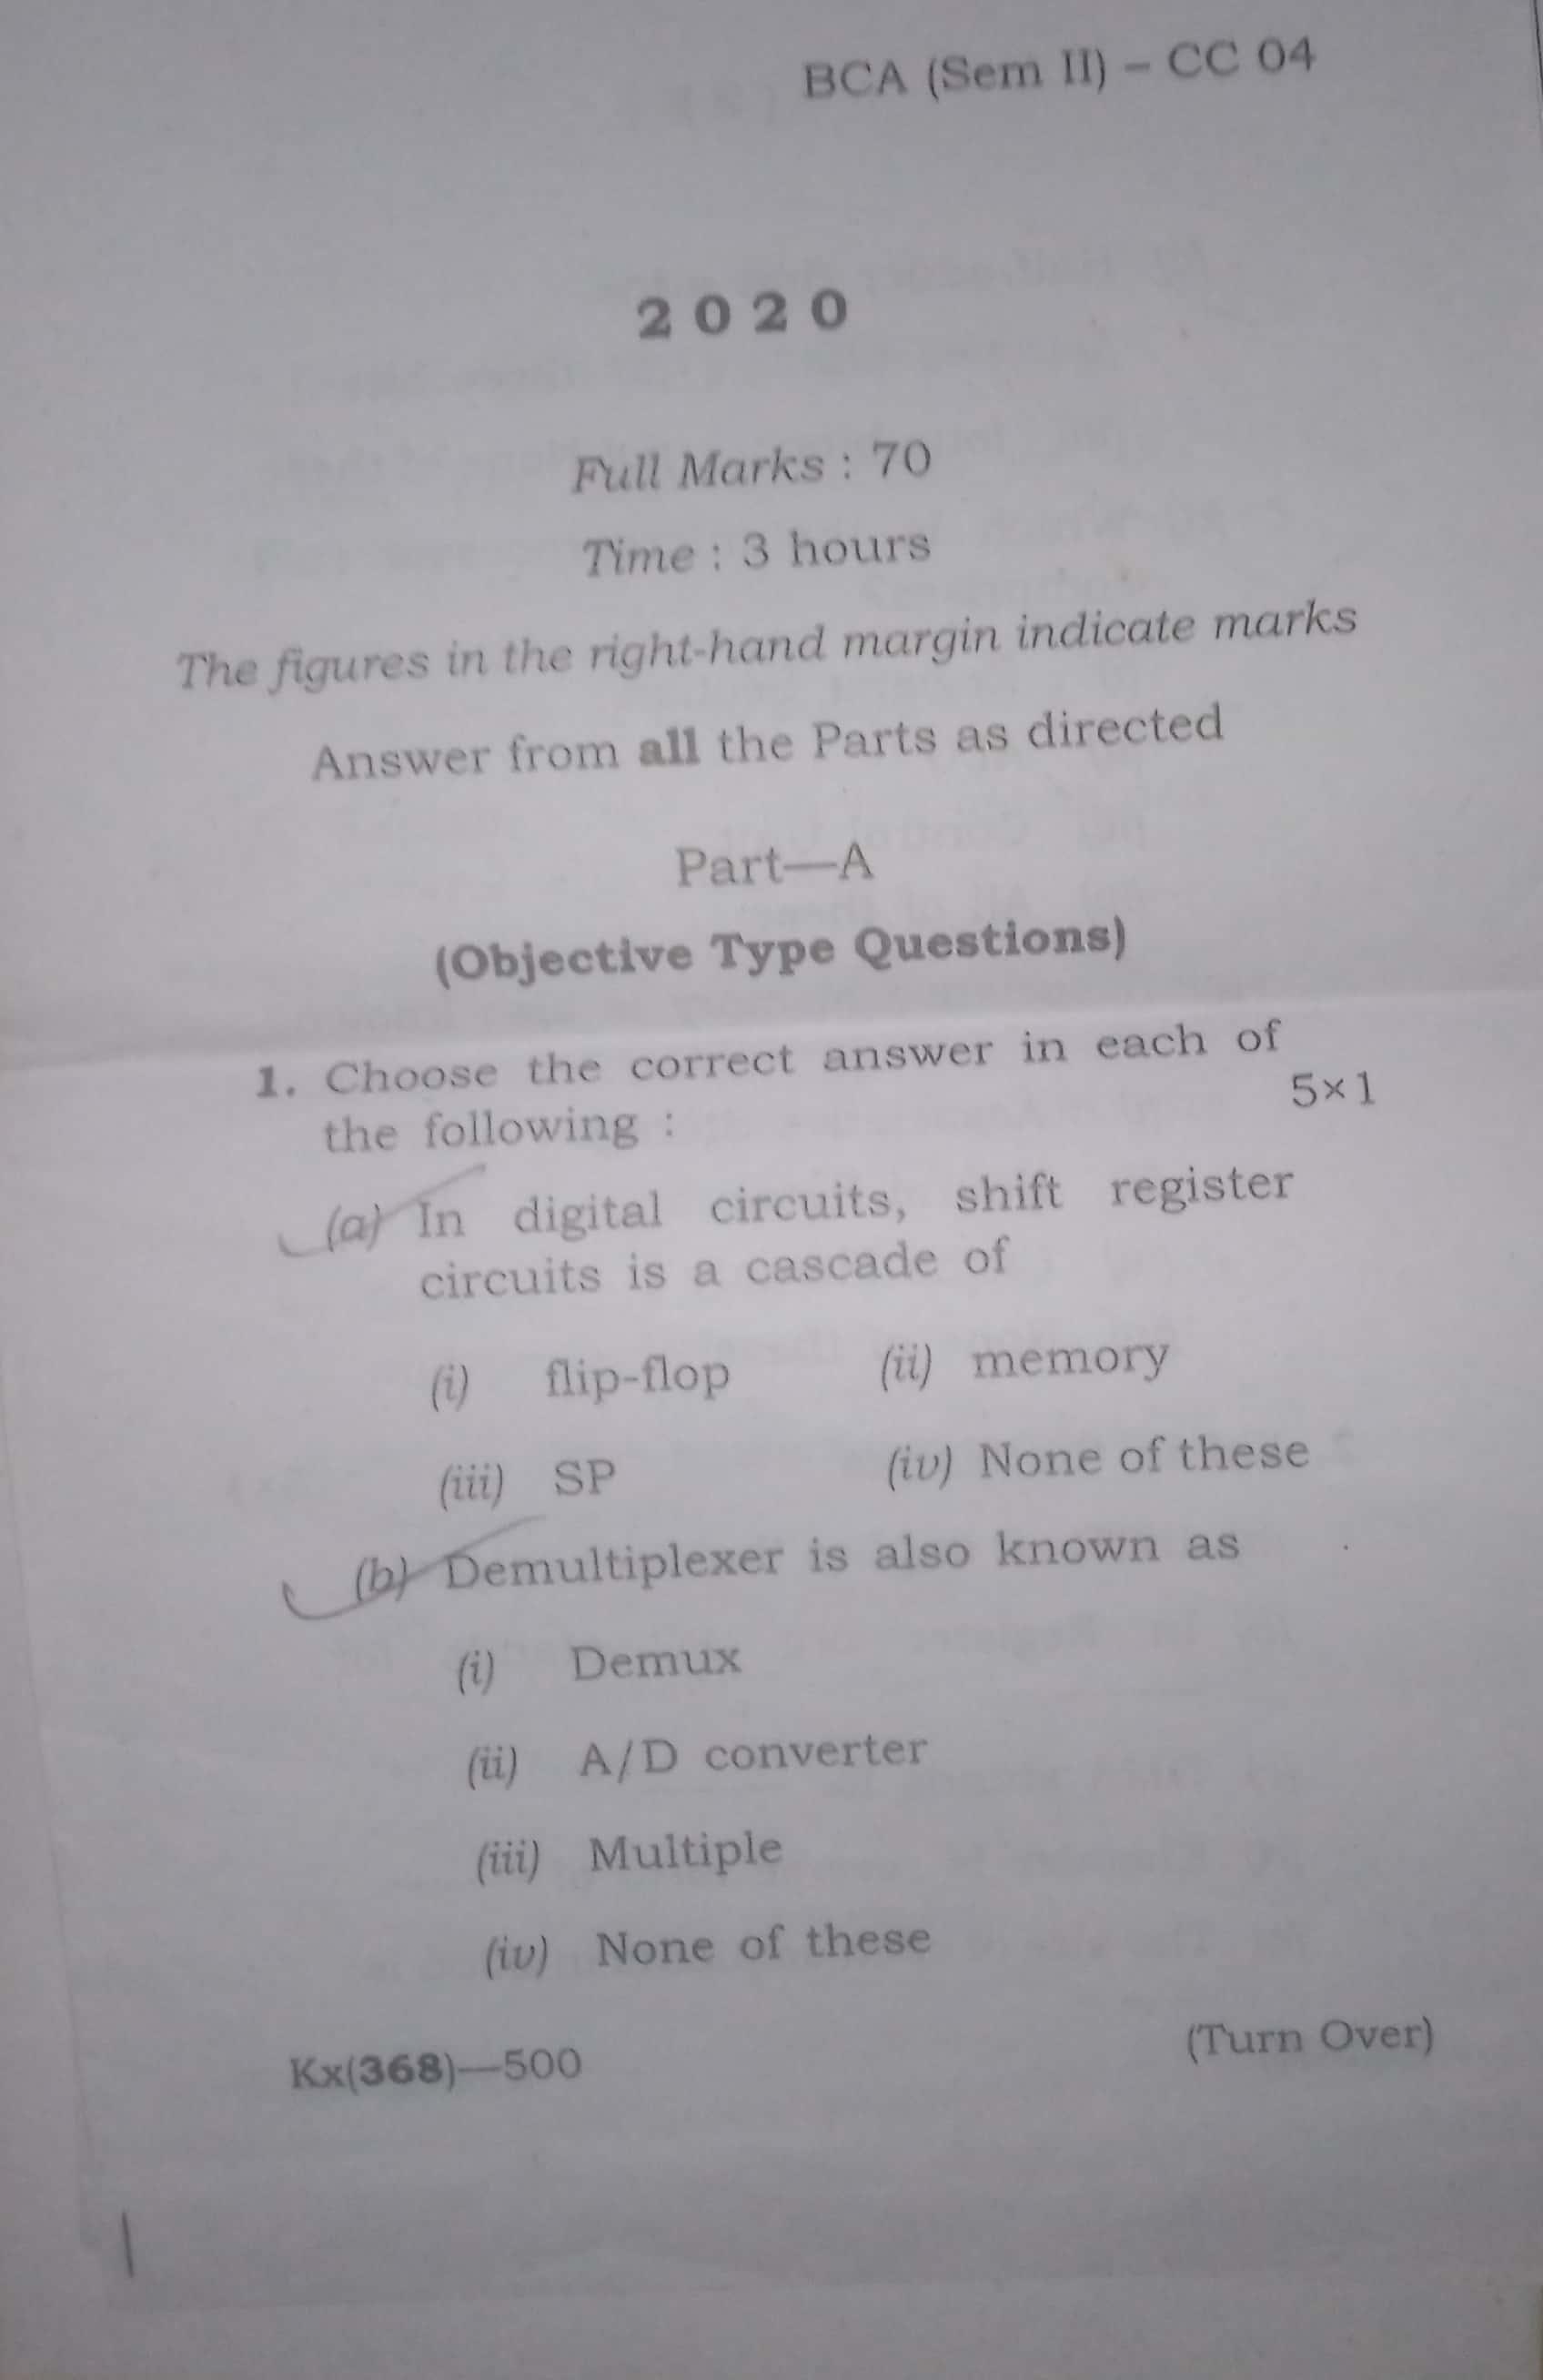 BCA (Sem II) – CC 04
2 0 2 0
Full Marks : 70
Time : 3 hours
The figures in the right-hand margin indicate marks
Answer from all the Parts as directed
Part—A
(Objective Type Questions)
1. Choose the correct answer in each of
the following : 5×1
(a) In digital circuits, shift register
circuits is a cascade of
(i) flip-flop (ii) memory
(iii) SP (iv) None of these
(b) Demultiplexer is also known as
(i) Demux
(ii) A/D converter
(iii) Multiple
(iv) None of these
Kx(368)—500 (Turn Over)